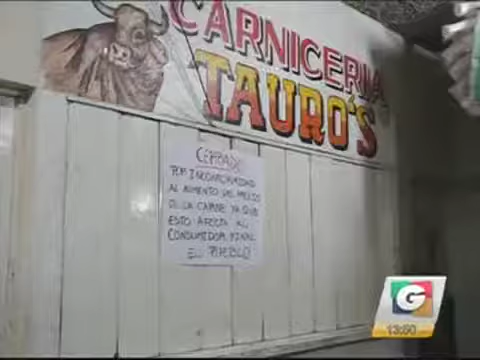 CARNICERIA
TAURO'S
CERRADO
POR INCONFORMIDAD
AL AUMENTO DEL PRECIO
DE LA CARNE YA QUE
ESTO AFECTA AL
CONSUMIDOR FINAL
EL PUEBLO
G
13:00